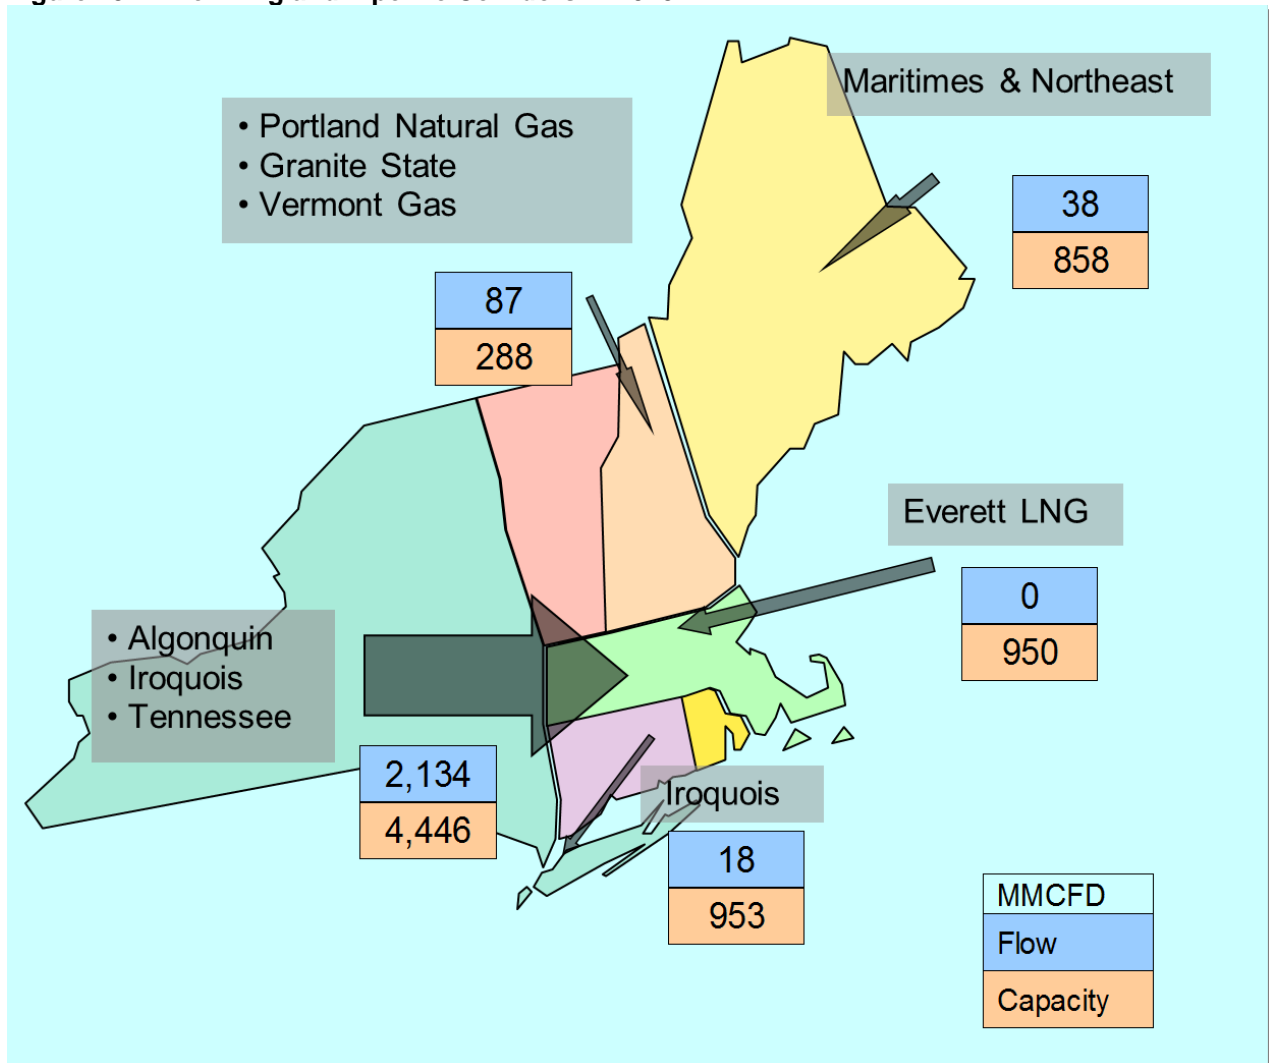 Maritimes & Northeast
• Portland Natural Gas
• Granite State
• Vermont Gas
38
858
87
288
Everett LNG
0
950
• Algonquin
• Iroquois
• Tennessee
2,134
4,446
Iroquois
18
953
MMCFD
Flow
Capacity